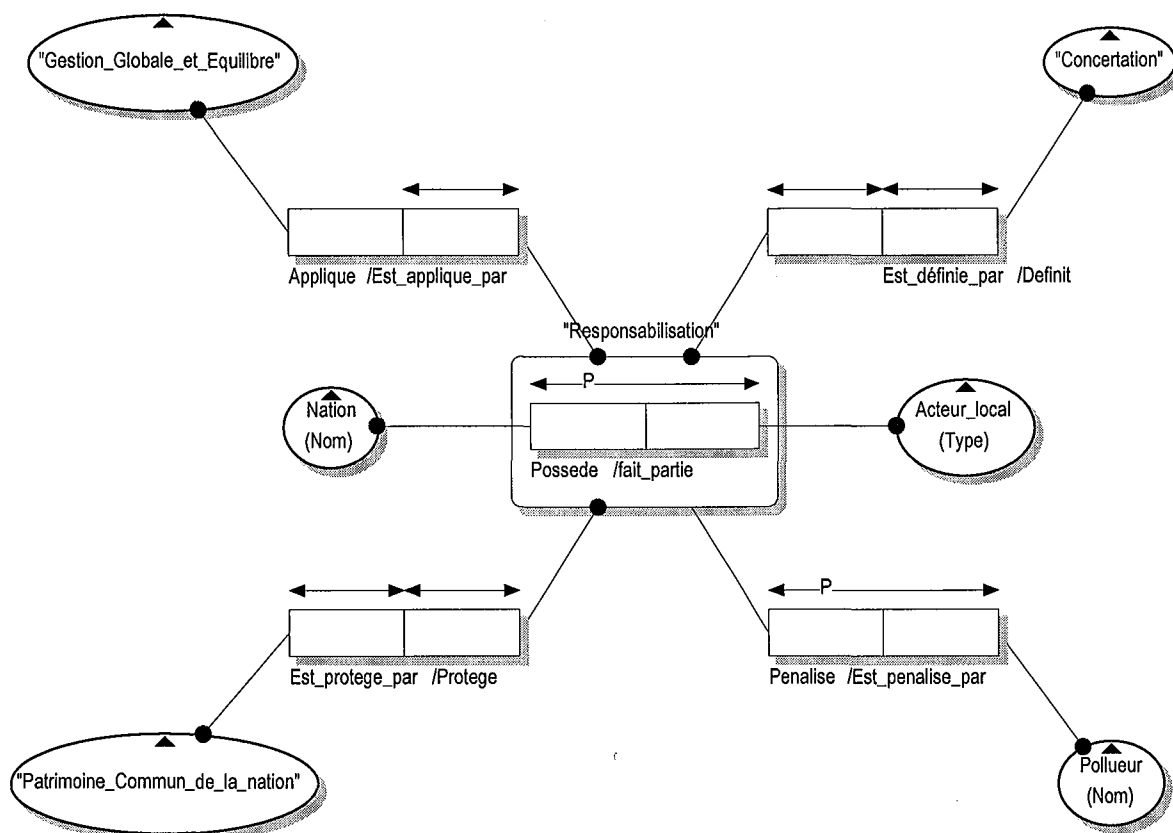 "Gestion_Globale_et_Equilibre"
"Concertation"
Applique /Est_applique_par
Est_définie_par /Definit
"Responsabilisation"
P
Nation
(Nom)
Acteur_local
(Type)
Possede /fait_partie
P
Est_protege_par /Protege
Penalise /Est_penalise_par
"Patrimoine_Commun_de_la_nation"
Pollueur
(Nom)